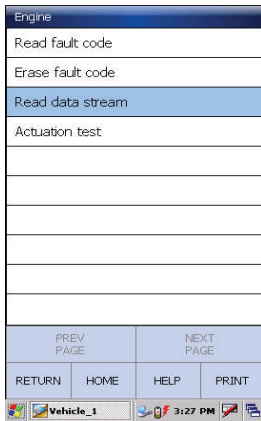 Engine
Read fault code
Erase fault code
Read data stream
Actuation test
PREV
PAGE
NEXT
PAGE
RETURN
HOME
HELP
PRINT
Vehicle_1
3:27 PM